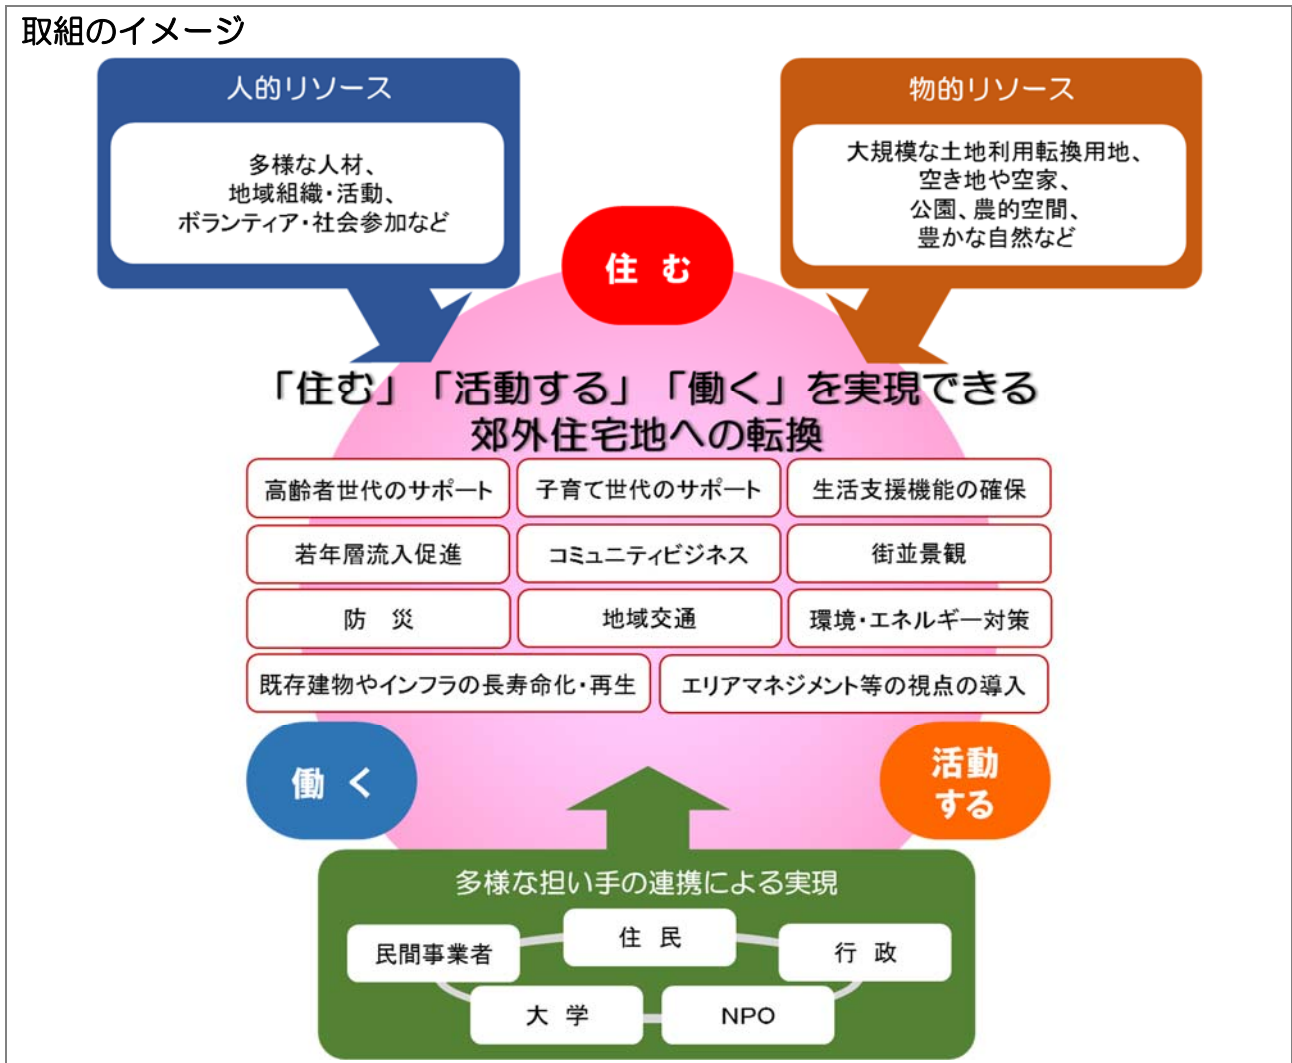 取組のイメージ
人的リソース
多様な人材、
地域組織・活動、
ボランティア・社会参加など
物的リソース
大規模な土地利用転換用地、
空き地や空家、
公園、農的空間、
豊かな自然など
住 む
「住む」「活動する」「働く」を実現できる
郊外住宅地への転換
高齢者世代のサポート
子育て世代のサポート
生活支援機能の確保
若年層流入促進
コミュニティビジネス
街並景観
防 災
地域交通
環境・エネルギー対策
既存建物やインフラの長寿命化・再生
エリアマネジメント等の視点の導入
働 く
活動
する
多様な担い手の連携による実現
民間事業者
住 民
行 政
大 学
NPO